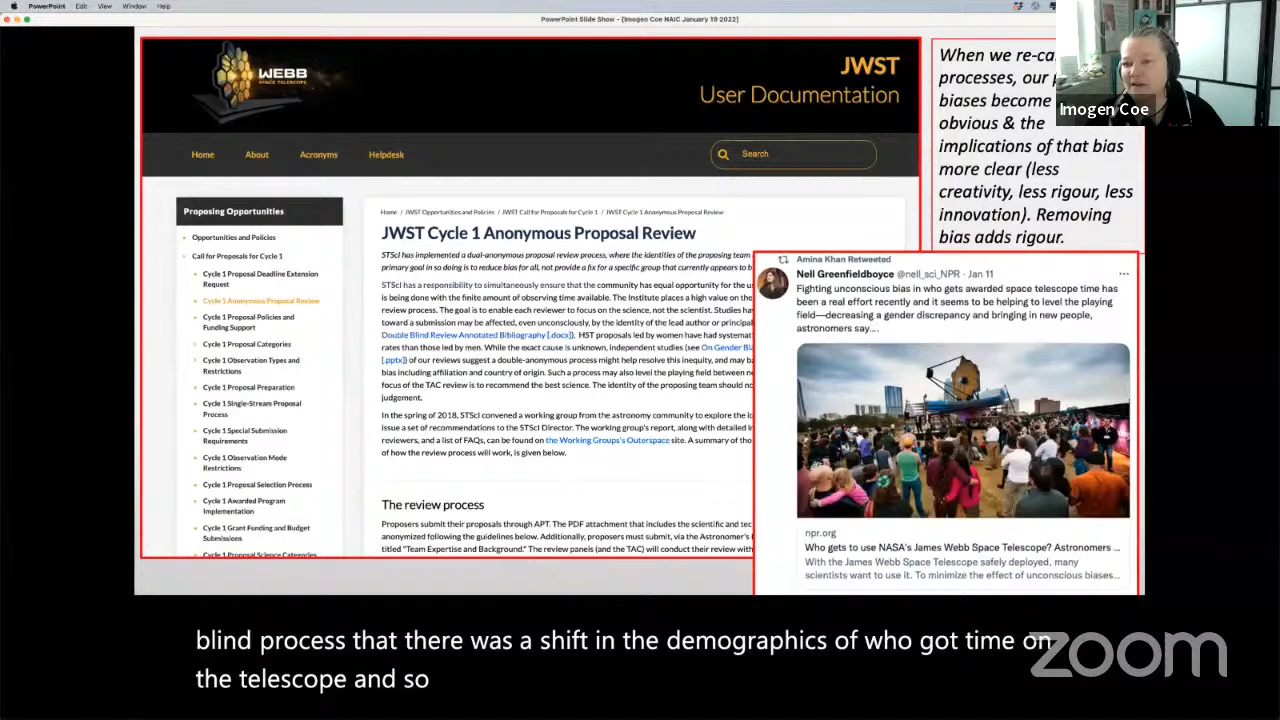 PowerPoint Edit View Window Help
PowerPoint Slide Show - [Imogen Coe NAIC January 19 2022]
WEBB
SPACE TELESCOPE
JWST
User Documentation
Home About Acronyms Helpdesk
Search
Proposing Opportunities
Opportunities and Policies
Call for Proposals for Cycle 1
Cycle 1 Proposal Deadline Extension
Request
Cycle 1 Anonymous Proposal Review
Cycle 1 Proposal Policies and
Funding Support
Cycle 1 Proposal Categories
Cycle 1 Observation Types and
Restrictions
Cycle 1 Proposal Preparation
Cycle 1 Single-Stream Proposal
Process
Cycle 1 Special Submission
Requirements
Cycle 1 Observation Mode
Restrictions
Cycle 1 Proposal Selection Process
Cycle 1 Awarded Program
Implementation
Cycle 1 Grant Funding and Budget
Submissions
Cycle 1 Proposal Science Categories
Home / JWST Opportunities and Policies / JWST Call for Proposals for Cycle 1 / JWST Cycle 1 Anonymous Proposal Review
JWST Cycle 1 Anonymous Proposal Review
STScI has implemented a dual-anonymous proposal review process, where the identities of the proposing team
primary goal in so doing is to reduce bias for all, not provide a fix for a specific group that currently appears to b
STScI has a responsibility to simultaneously ensure that the community has equal opportunity for the us
is being done with the finite amount of observing time available. The Institute places a high value on the
review process. The goal is to enable each reviewer to focus on the science, not the scientist. Studies hav
toward a submission may be affected, even unconsciously, by the identity of the lead author or principal
Double Blind Review Annotated Bibliography [.docx]). HST proposals led by women have had systemat
rates than those led by men. While the exact cause is unknown, independent studies (see On Gender Bia
[.pptx]) of our reviews suggest a double-anonymous process might help resolve this inequity, and may ba
bias including affiliation and country of origin. Such a process may also level the playing field between ne
focus of the TAC review is to recommend the best science. The identity of the proposing team should no
judgement.
In the spring of 2018, STScI convened a working group from the astronomy community to explore the id
issue a set of recommendations to the STScI Director. The working group's report, along with detailed i
reviewers, and a list of FAQs, can be found on the Working Groups's Outerspace site. A summary of tho
of how the review process will work, is given below.
The review process
Proposers submit their proposals through APT. The PDF attachment that includes the scientific and tec
anonymized following the guidelines below. Additionally, proposers must submit, via the Astronomer's
titled "Team Expertise and Background." The review panels (and the TAC) will conduct their review with
When we re-ca
processes, our
biases become
obvious & the
implications of that bias
more clear (less
creativity, less rigour, less
innovation). Removing
bias adds rigour.
Imogen Coe
Amina Khan Retweeted
Nell Greenfieldboyce @nell_sci_NPR · Jan 11
Fighting unconscious bias in who gets awarded space telescope time has
been a real effort recently and it seems to be helping to level the playing
field—decreasing a gender discrepancy and bringing in new people,
astronomers say....
npr.org
Who gets to use NASA's James Webb Space Telescope? Astronomers ...
With the James Webb Space Telescope safely deployed, many
scientists want to use it. To minimize the effect of unconscious biases...
blind process that there was a shift in the demographics of who got time on
the telescope and so
zoom